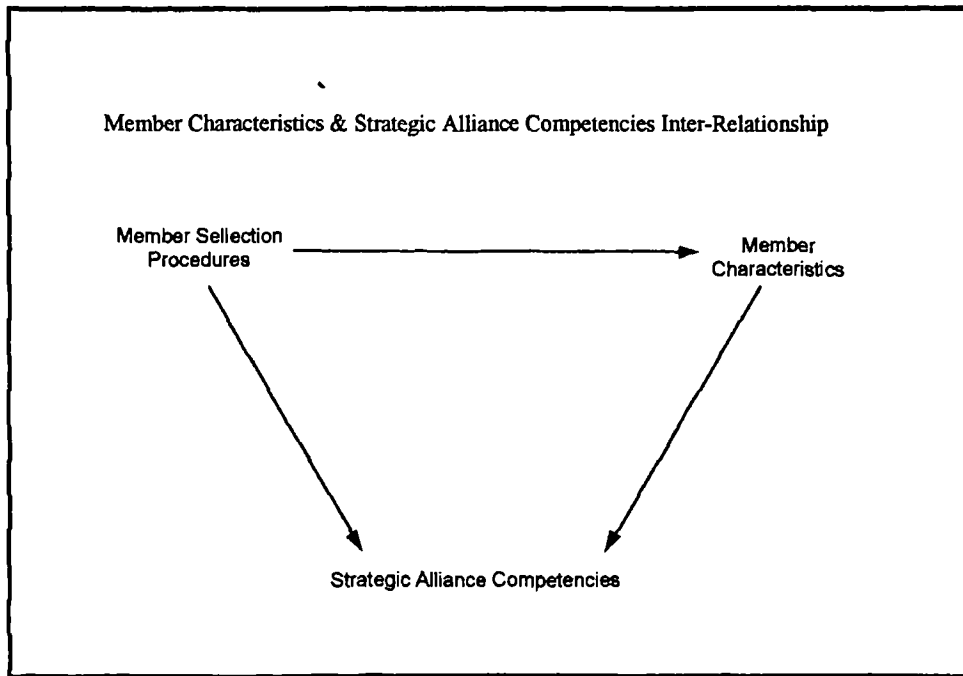 Member Characteristics & Strategic Alliance Competencies Inter-Relationship
Member Sellection
Procedures
Member
Characteristics
Strategic Alliance Competencies